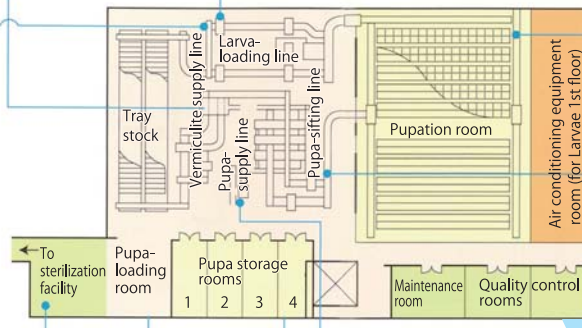 Larva-
loading line
Vermiculite supply line
Tray
stock
Pupa-
supply line
Pupa-sifting line
Pupation room
Air conditioning equipment
room (for Larvae 1st floor)
To
sterilization
facility
Pupa-
loading
room
Pupa storage
rooms
1 2 3 4
Maintenance
room
Quality control
rooms